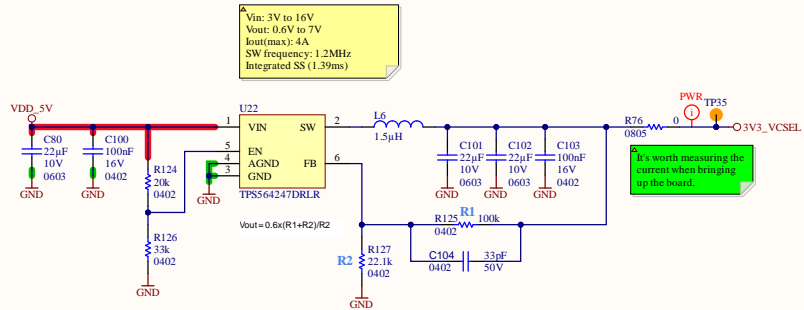 Vin: 3V to 16V
Vout: 0.6V to 7V
Iout(max): 4A
SW frequency: 1.2MHz
Integrated SS (1.39ms)
VDD_5V
C80
22µF
10V
0603
GND
C100
100nF
16V
0402
GND
R124
20k
0402
R126
33k
0402
GND
U22
1 VIN SW 2
5 EN
4 AGND FB 6
3 GND
TPS564247DRLR
GND
Vout=0.6x(R1+R2)/R2
L6
1.5µH
C101
22µF
10V
0603
GND
C102
22µF
10V
0603
GND
C103
100nF
16V
0402
GND
R76 0
0805
PWR
i
TP35
3V3_VCSEL
It's worth measuring the
current when bringing
up the board.
R1
R125 100k
0402
C104 33pF
0402 50V
R2
R127
22.1k
0402
GND